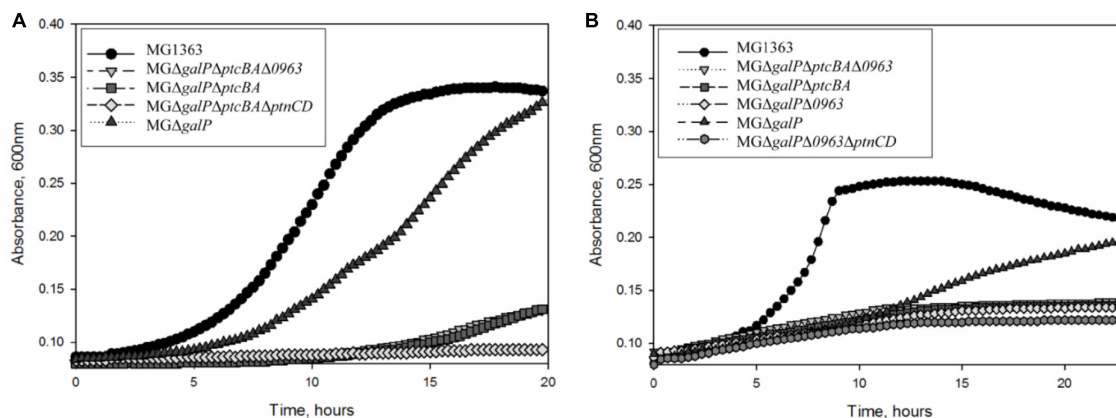 A
0.40
0.35
0.30
0.25
0.20
0.15
0.10
Absorbance, 600nm
MG1363
MGΔgalPΔptcBAΔ0963
MGΔgalPΔptcBA
MGΔgalPΔptcBAΔptnCD
MGΔgalP
0
5
10
15
20
Time, hours
B
0.40
0.35
0.30
0.25
0.20
0.15
0.10
Absorbance, 600nm
MG1363
MGΔgalPΔptcBAΔ0963
MGΔgalPΔptcBA
MGΔgalPΔ0963
MGΔgalP
MGΔgalPΔ0963ΔptnCD
0
5
10
15
20
Time, hours